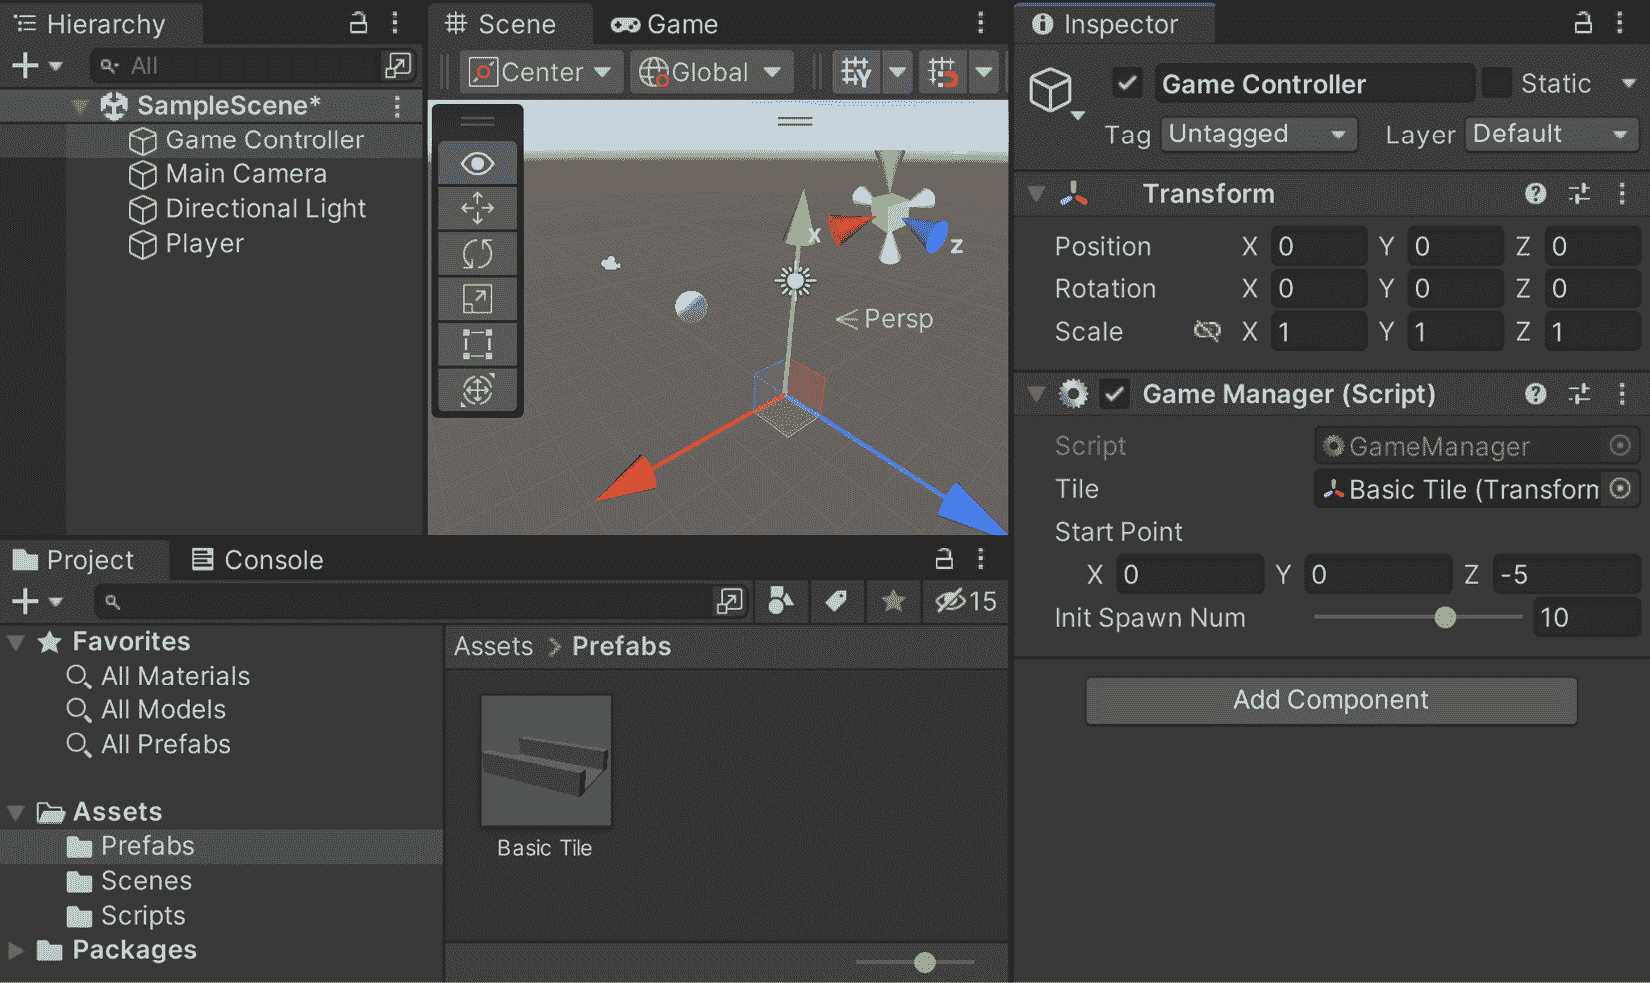 Hierarchy
All
SampleScene*
Game Controller
Main Camera
Directional Light
Player
Scene
Game
Center
Global
Y
X
Z
Persp
Inspector
Game Controller
Static
Tag Untagged Layer Default
Transform
Position X 0 Y 0 Z 0
Rotation X 0 Y 0 Z 0
Scale X 1 Y 1 Z 1
Game Manager (Script)
Script GameManager
Tile Basic Tile (Transform
Start Point
X 0 Y 0 Z -5
Init Spawn Num 10
Add Component
Project
Console
15
Favorites
All Materials
All Models
All Prefabs
Assets
Prefabs
Scenes
Scripts
Packages
Assets > Prefabs
Basic Tile